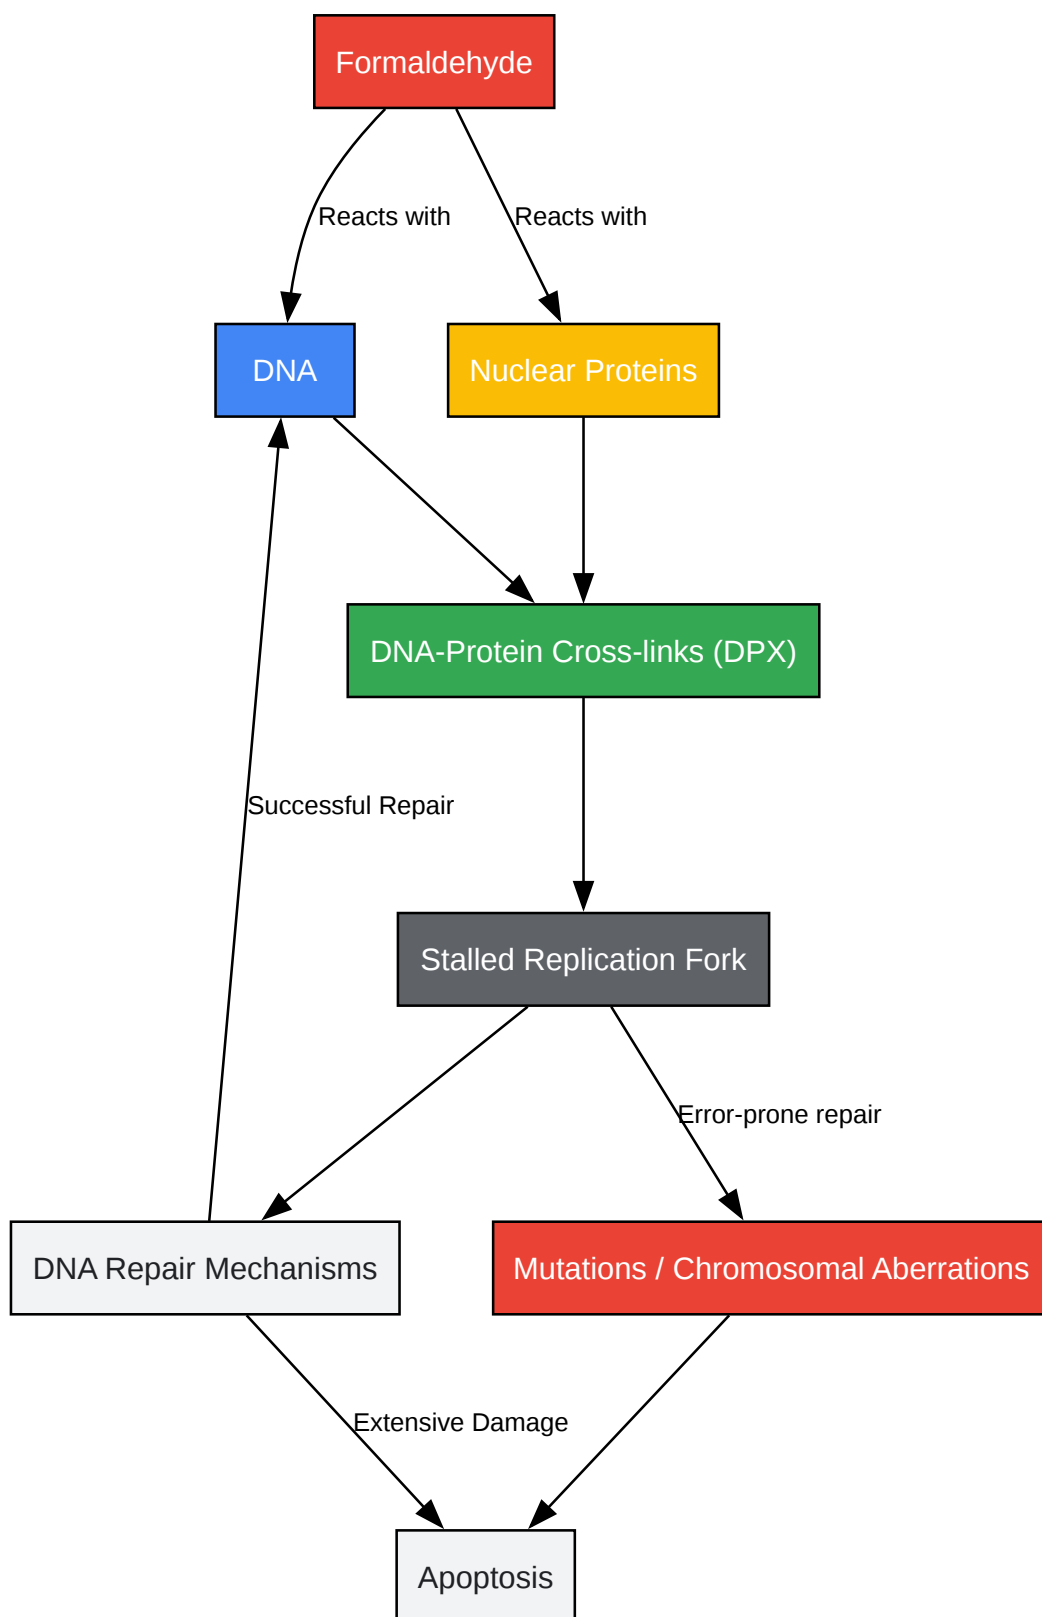 Formaldehyde
Reacts with
Reacts with
DNA
Nuclear Proteins
DNA-Protein Cross-links (DPX)
Successful Repair
Stalled Replication Fork
Error-prone repair
DNA Repair Mechanisms
Mutations / Chromosomal Aberrations
Extensive Damage
Apoptosis